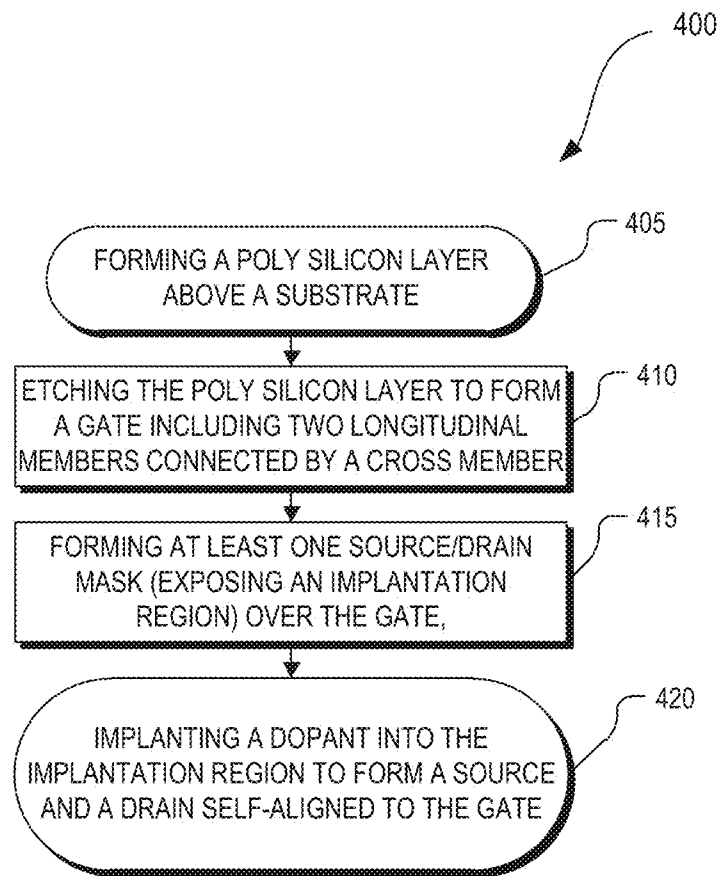 400
405
FORMING A POLY SILICON LAYER
ABOVE A SUBSTRATE
410
ETCHING THE POLY SILICON LAYER TO FORM
A GATE INCLUDING TWO LONGITUDINAL
MEMBERS CONNECTED BY A CROSS MEMBER
415
FORMING AT LEAST ONE SOURCE/DRAIN
MASK (EXPOSING AN IMPLANTATION
REGION) OVER THE GATE,
420
IMPLANTING A DOPANT INTO THE
IMPLANTATION REGION TO FORM A SOURCE
AND A DRAIN SELF-ALIGNED TO THE GATE